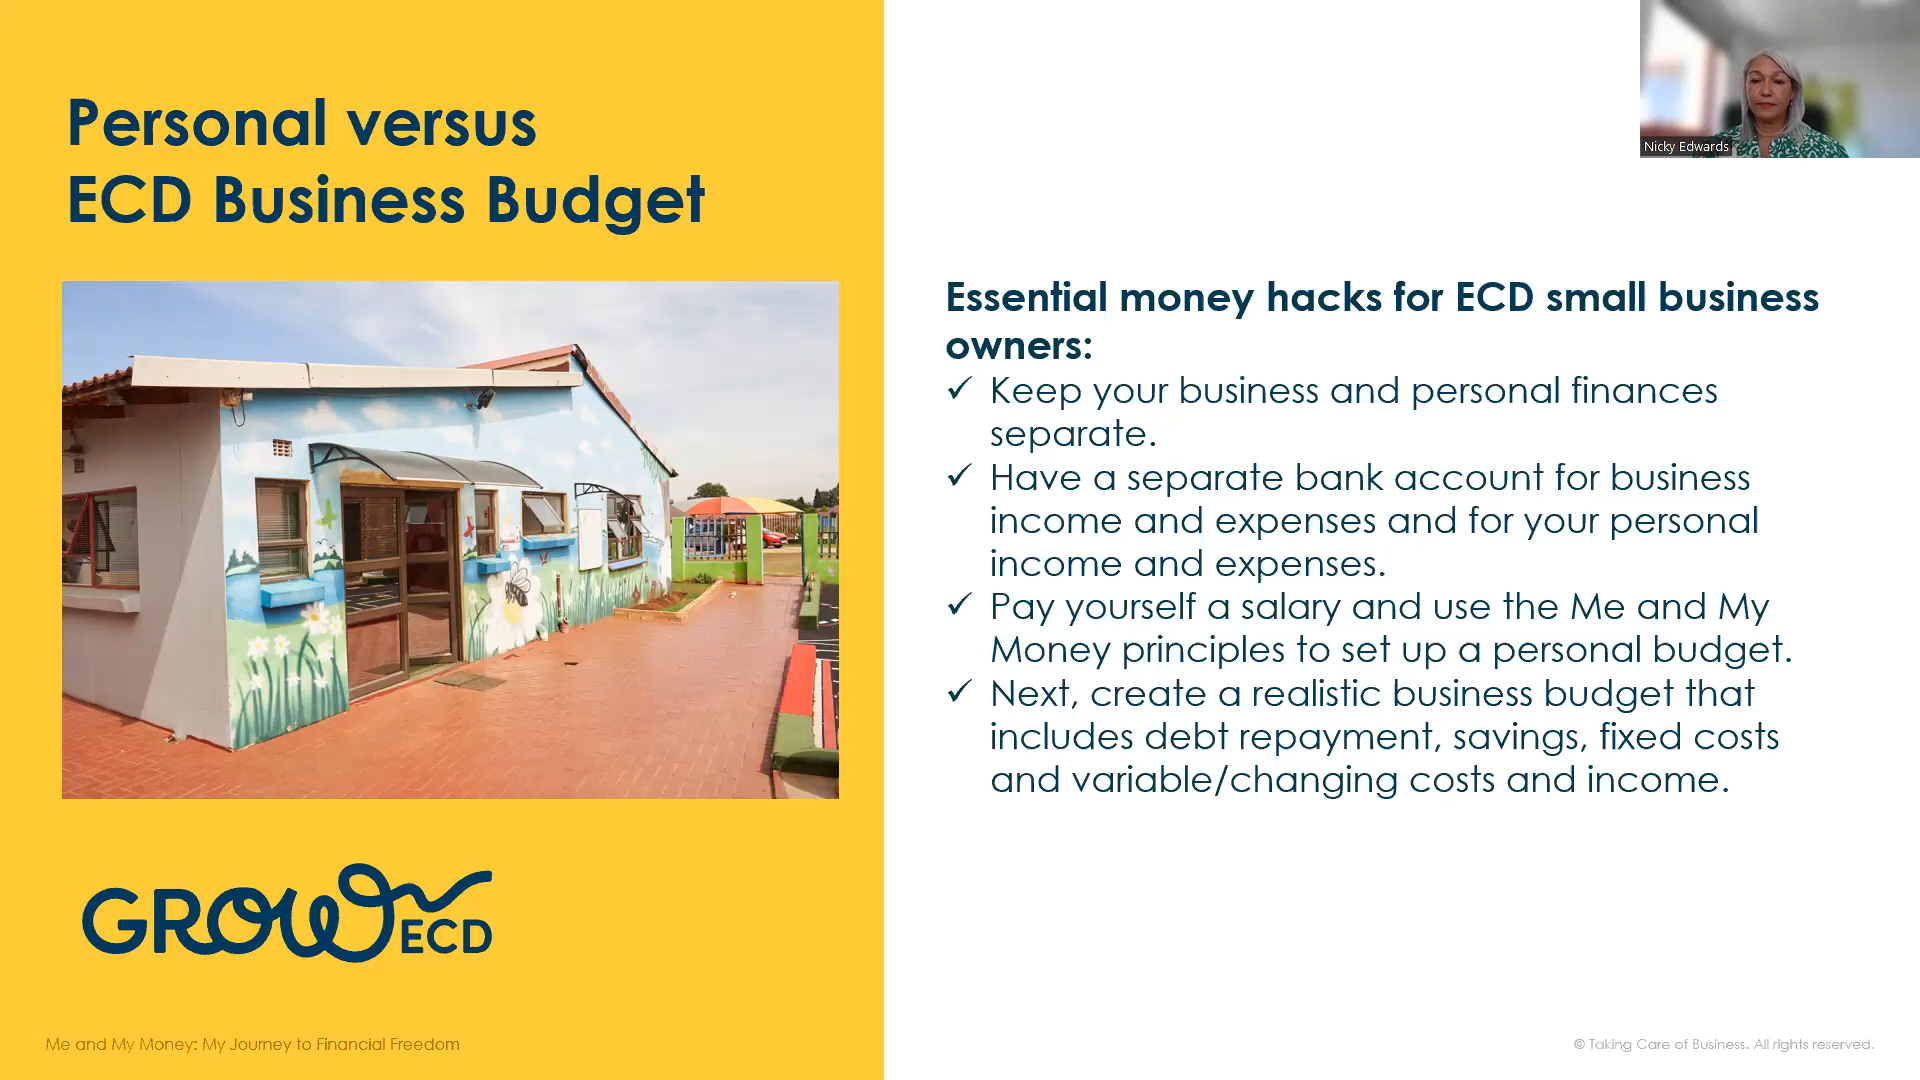 Personal versus
ECD Business Budget
Nicky Edwards
Essential money hacks for ECD small business
owners:
✓ Keep your business and personal finances
separate.
✓ Have a separate bank account for business
income and expenses and for your personal
income and expenses.
✓ Pay yourself a salary and use the Me and My
Money principles to set up a personal budget.
✓ Next, create a realistic business budget that
includes debt repayment, savings, fixed costs
and variable/changing costs and income.
GROW ECD
Me and My Money: My Journey to Financial Freedom
© Taking Care of Business. All rights reserved.